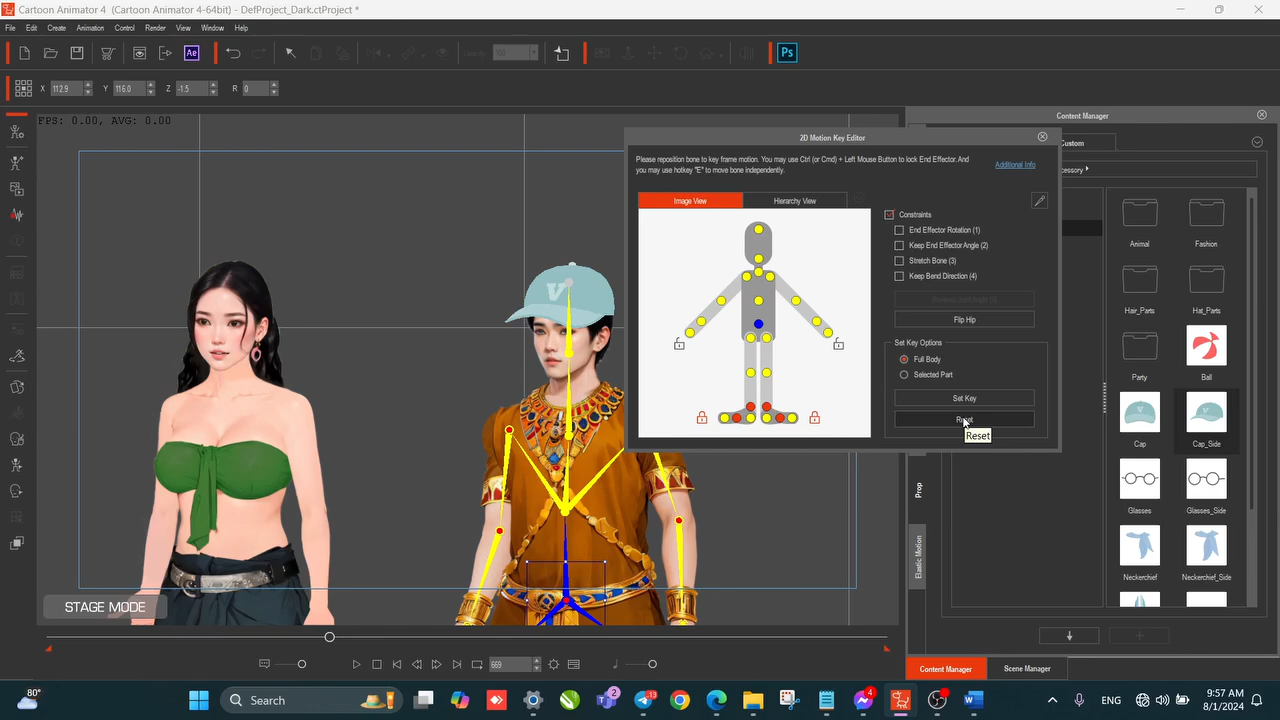 Cartoon Animator 4 (Cartoon Animator 4-64bit) - DefProject_Dark.ctProject *
File Edit Create Animation Control Render View Window Help
Ae
Ps
X 112.9 Y 116.0 Z -1.5 R 0
FPS: 0.00, AVG: 0.00
Content Manager
2D Motion Key Editor
Custom
Please reposition bone to key frame motion. You may use Ctrl (or Cmd) + Left Mouse Button to lock End Effector. And
you may use hotkey "E" to move bone independently.
Additional Info
Image View
Hierarchy View
Constraints
End Effector Rotation (1)
Keep End Effector Angle (2)
Stretch Bone (3)
Keep Bend Direction (4)
Flip Hip
Set Key Options
Full Body
Selected Part
Set Key
Reset
Reset
Animal
Fashion
Hair_Parts
Hat_Parts
Party
Ball
Cap
Cap_Side
Glasses
Glasses_Side
Neckerchief
Neckerchief_Side
Prop
Elastic Motion
V
STAGE MODE
669
Content Manager
Scene Manager
80°
Search
2
13
4
ENG
9:57 AM
8/1/2024